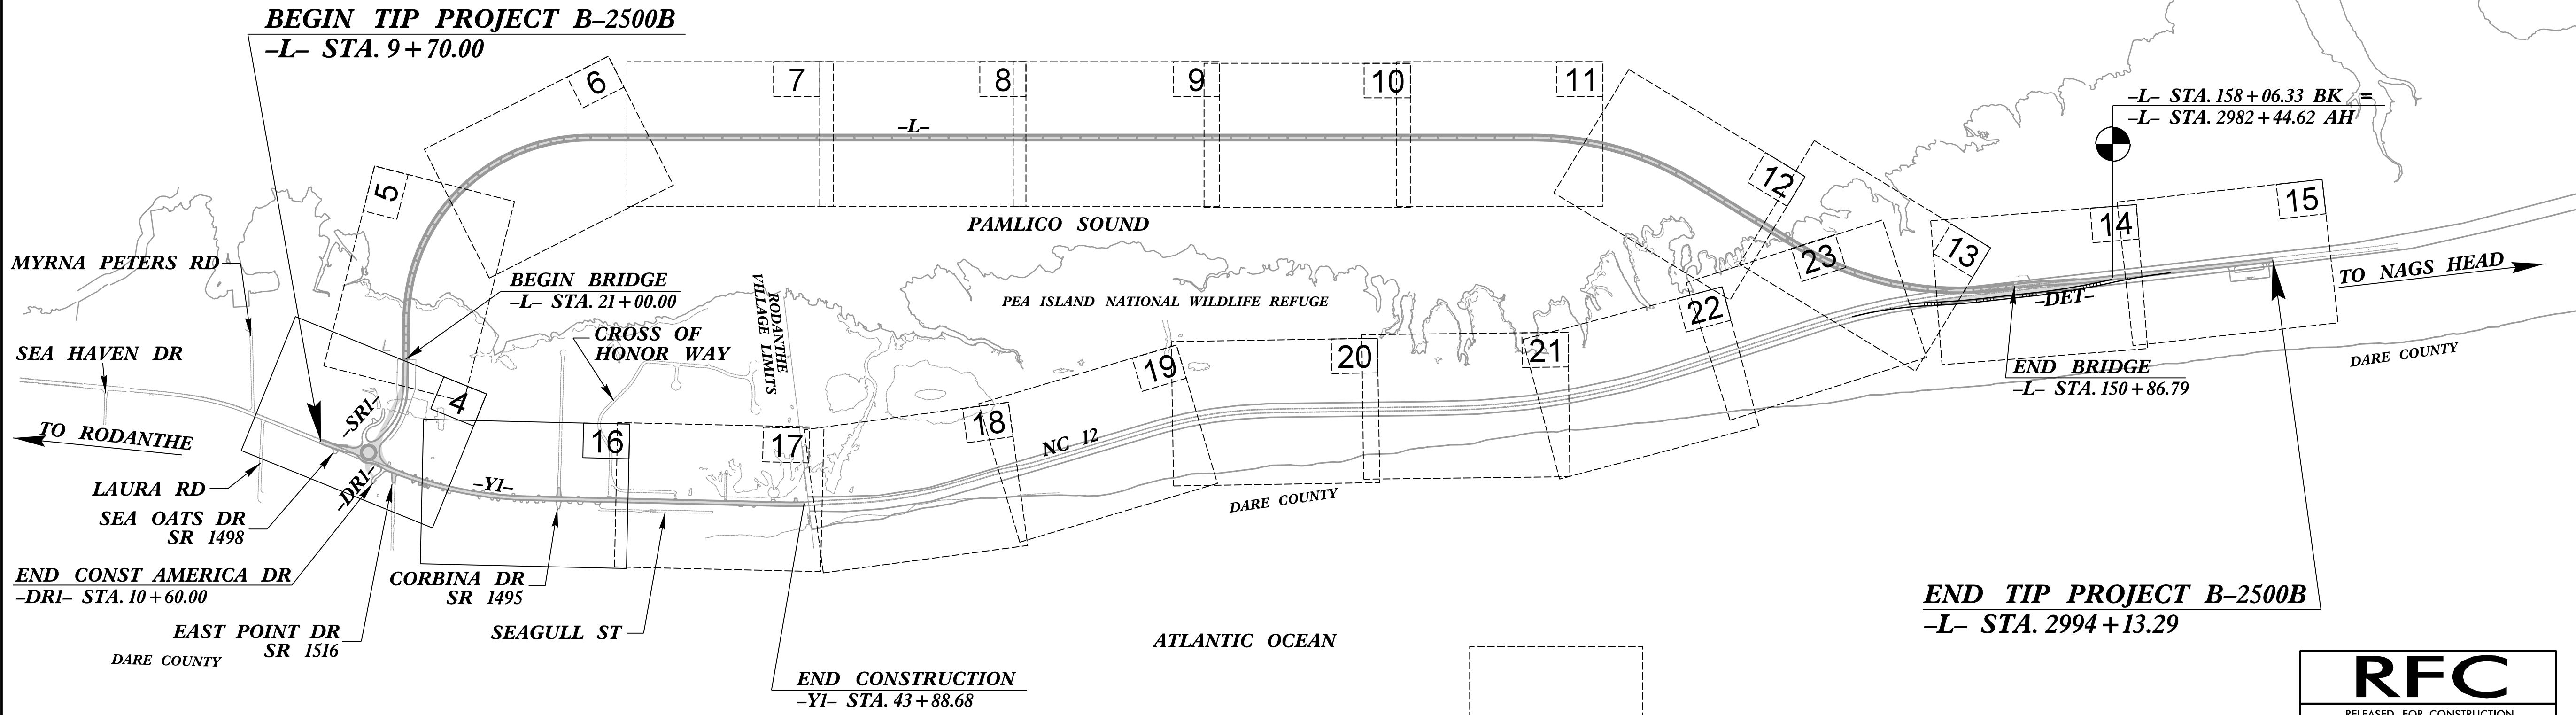 BEGIN TIP PROJECT B–2500B
–L– STA. 9+70.00
6
7
8
9
10
11
–L– STA. 158+06.33 BK =
–L– STA. 2982+44.62 AH
–L–
5
12
PAMLICO SOUND
14
15
MYRNA PETERS RD
23
13
TO NAGS HEAD
BEGIN BRIDGE
–L– STA. 21+00.00
RODANTHE
VILLAGE LIMITS
PEA ISLAND NATIONAL WILDLIFE REFUGE
–DET–
22
CROSS OF
HONOR WAY
SEA HAVEN DR
19
20
21
DARE COUNTY
END BRIDGE
–L– STA. 150+86.79
4
–SR1–
TO RODANTHE
16
17
18
NC 12
LAURA RD
–DR1–
–Y1–
DARE COUNTY
SEA OATS DR
SR 1498
END CONST AMERICA DR
–DR1– STA. 10+60.00
CORBINA DR
SR 1495
END TIP PROJECT B–2500B
–L– STA. 2994+13.29
EAST POINT DR
SR 1516
SEAGULL ST
ATLANTIC OCEAN
DARE COUNTY
END CONSTRUCTION
–Y1– STA. 43+88.68
RFC
RELEASED FOR CONSTRUCTION